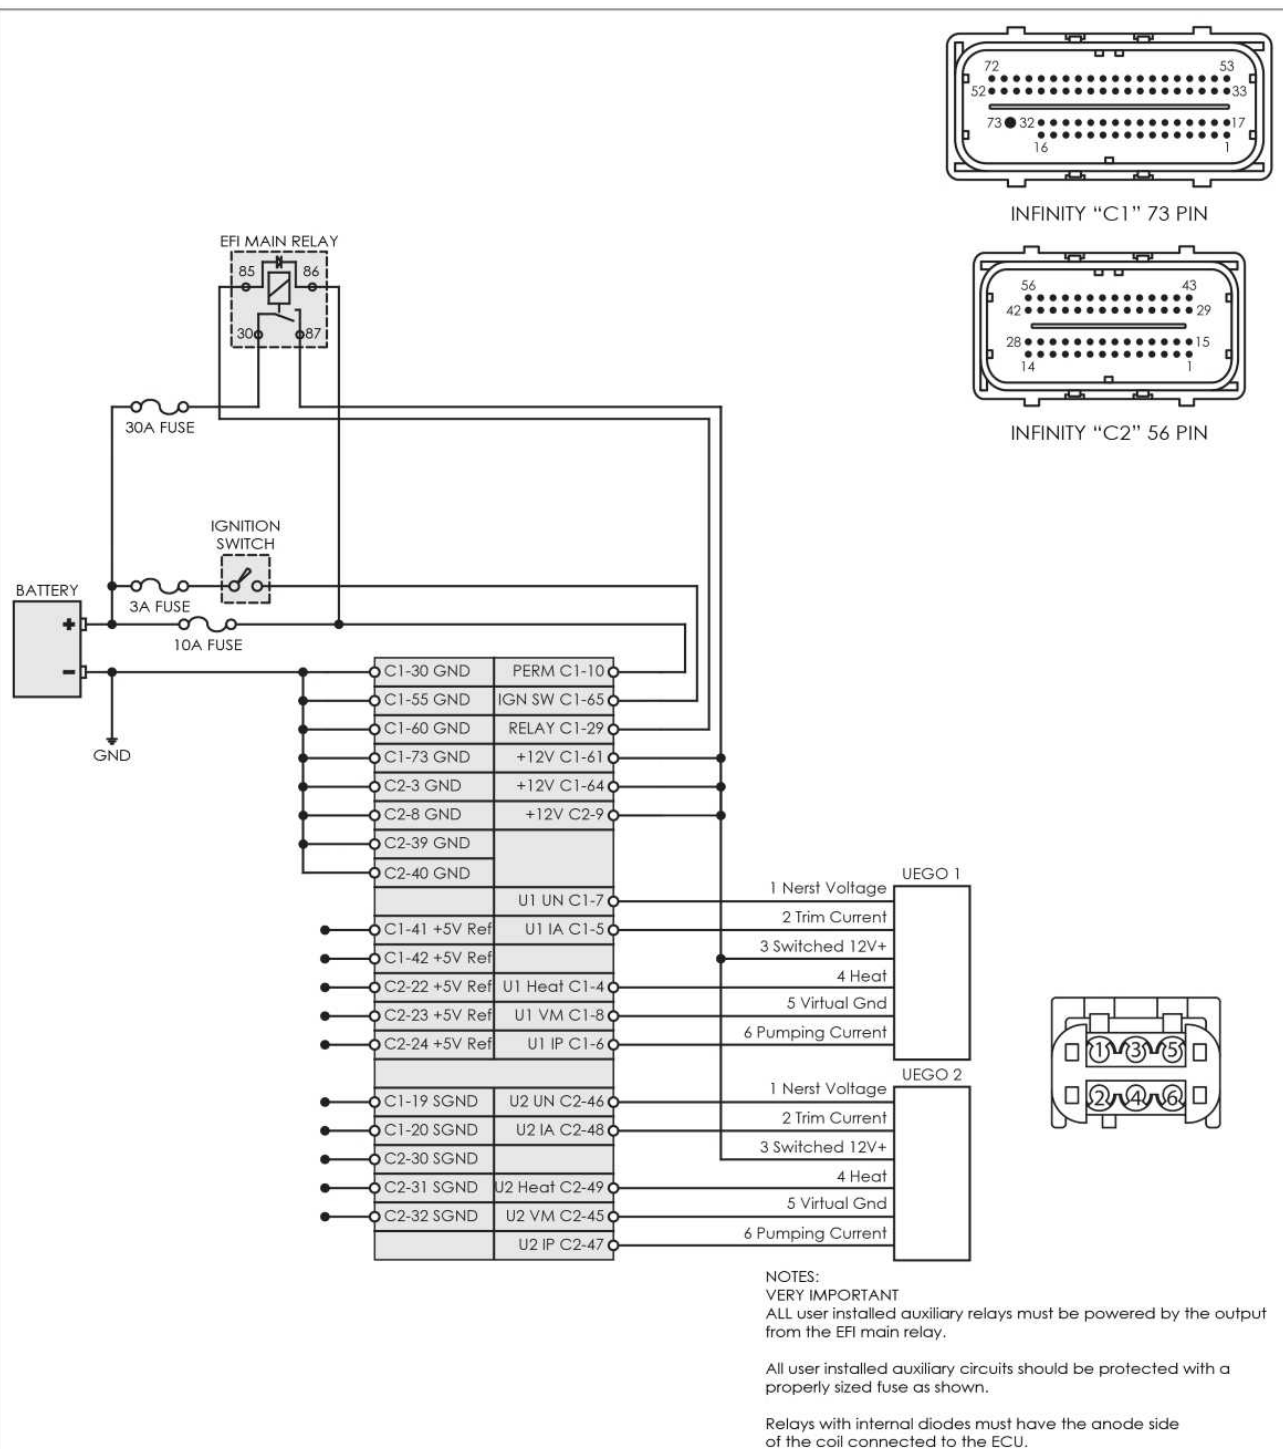 72
53
52
33
73
32
17
16
1
INFINITY “C1” 73 PIN
56
43
42
29
28
15
14
1
INFINITY “C2” 56 PIN
EFI MAIN RELAY
85
86
30
87
30A FUSE
IGNITION
SWITCH
3A FUSE
BATTERY
+
10A FUSE
−
GND
C1-30 GND
PERM C1-10
C1-55 GND
IGN SW C1-65
C1-60 GND
RELAY C1-29
C1-73 GND
+12V C1-61
C2-3 GND
+12V C1-64
C2-8 GND
+12V C2-9
C2-39 GND
C2-40 GND
U1 UN C1-7
C1-41 +5V Ref
U1 IA C1-5
C1-42 +5V Ref
C2-22 +5V Ref
U1 Heat C1-4
C2-23 +5V Ref
U1 VM C1-8
C2-24 +5V Ref
U1 IP C1-6
C1-19 SGND
U2 UN C2-46
C1-20 SGND
U2 IA C2-48
C2-30 SGND
C2-31 SGND
U2 Heat C2-49
C2-32 SGND
U2 VM C2-45
U2 IP C2-47
UEGO 1
1 Nerst Voltage
2 Trim Current
3 Switched 12V+
4 Heat
5 Virtual Gnd
6 Pumping Current
UEGO 2
1 Nerst Voltage
2 Trim Current
3 Switched 12V+
4 Heat
5 Virtual Gnd
6 Pumping Current
1 3 5
2 4 6
NOTES:
VERY IMPORTANT
ALL user installed auxiliary relays must be powered by the output
from the EFI main relay.
All user installed auxiliary circuits should be protected with a
properly sized fuse as shown.
Relays with internal diodes must have the anode side
of the coil connected to the ECU.